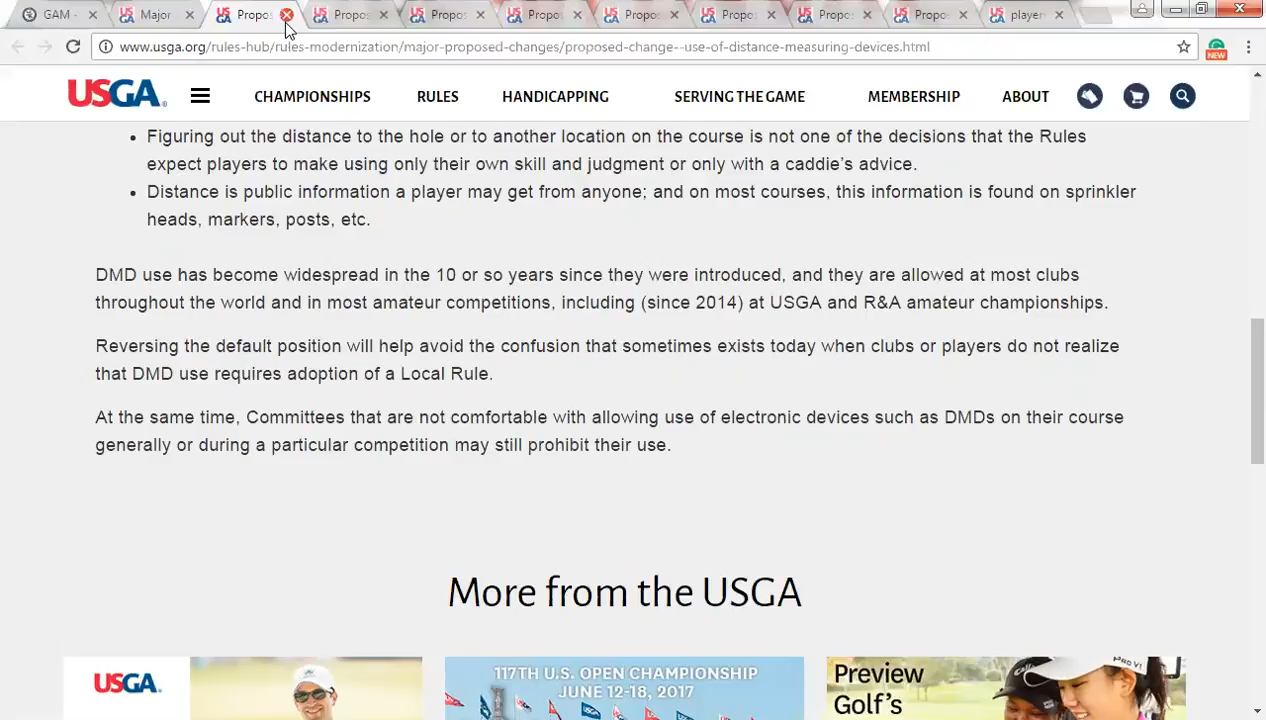 GAM - Major Propos Propos Propos Propo Propos Propos Propos Propos player
www.usga.org/rules-hub/rules-modernization/major-proposed-changes/proposed-change--use-of-distance-measuring-devices.html
NEW
USGA CHAMPIONSHIPS RULES HANDICAPPING SERVING THE GAME MEMBERSHIP ABOUT
• Figuring out the distance to the hole or to another location on the course is not one of the decisions that the Rules
expect players to make using only their own skill and judgment or only with a caddie’s advice.
• Distance is public information a player may get from anyone; and on most courses, this information is found on sprinkler
heads, markers, posts, etc.
DMD use has become widespread in the 10 or so years since they were introduced, and they are allowed at most clubs
throughout the world and in most amateur competitions, including (since 2014) at USGA and R&A amateur championships.
Reversing the default position will help avoid the confusion that sometimes exists today when clubs or players do not realize
that DMD use requires adoption of a Local Rule.
At the same time, Committees that are not comfortable with allowing use of electronic devices such as DMDs on their course
generally or during a particular competition may still prohibit their use.
More from the USGA
USGA
117TH U.S. OPEN CHAMPIONSHIP
JUNE 12-18, 2017
Preview
Golf's